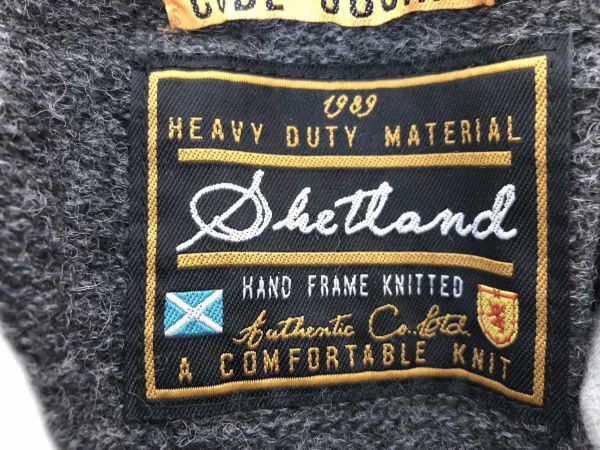 1989
HEAVY DUTY MATERIAL
Shetland
HAND FRAME KNITTED
Authentic Co.,Ltd
A COMFORTABLE KNIT